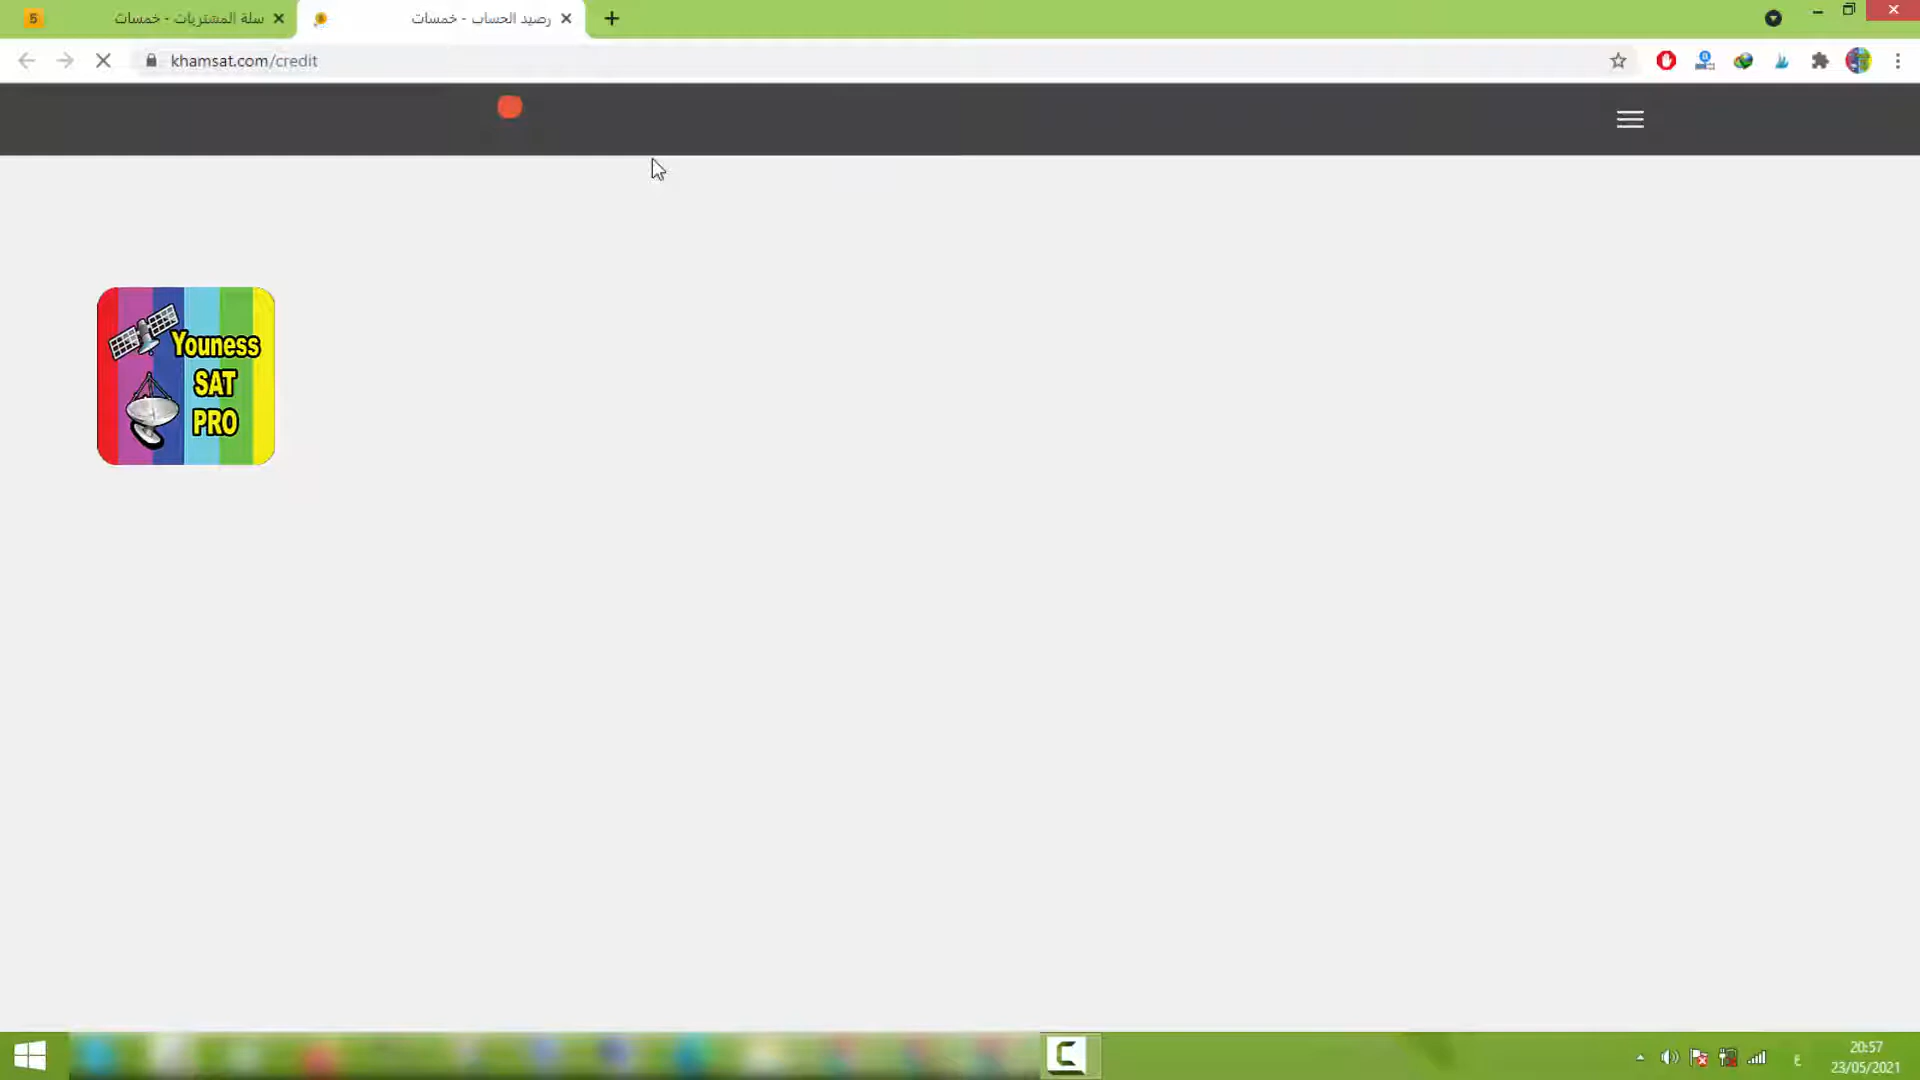 سلة المشتريات - خمسات
رصيد الحساب - خمسات
khamsat.com/credit
Youness
SAT
PRO
ع
20:57
23/05/2021